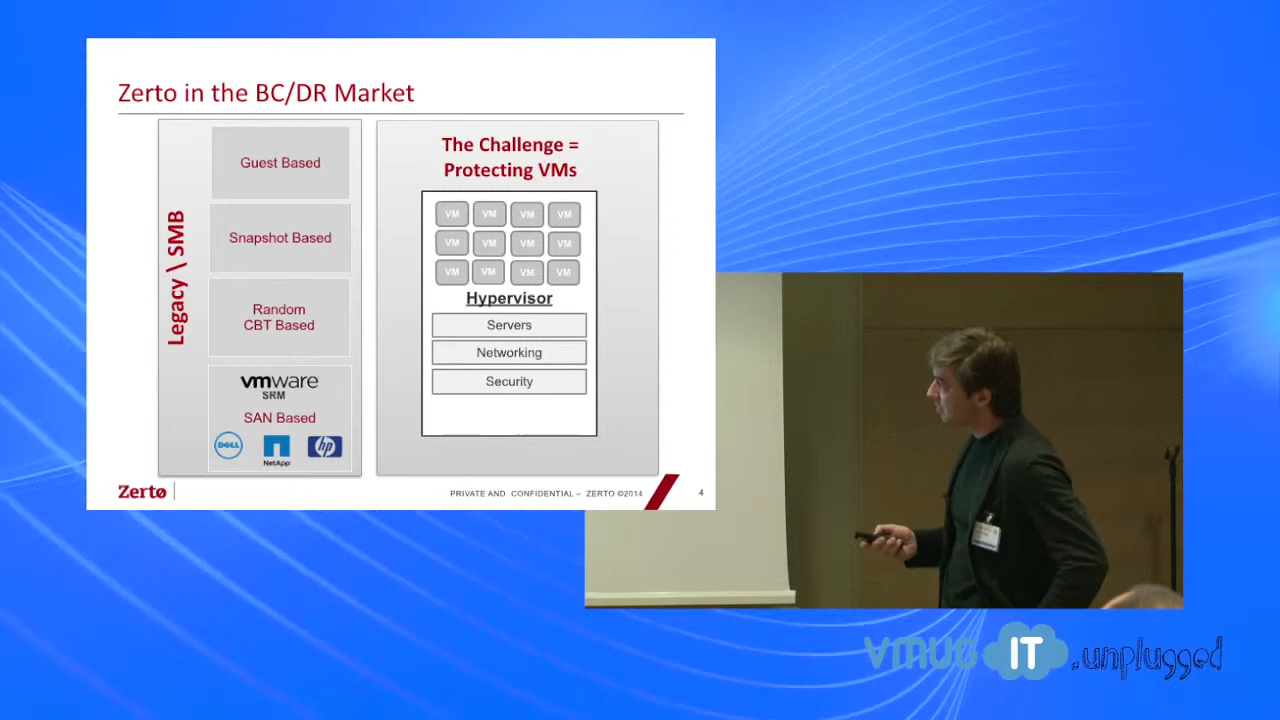 Zerto in the BC/DR Market
Legacy \ SMB
Guest Based
Snapshot Based
Random
CBT Based
vmware
SRM
SAN Based
DELL
NetApp
hp
The Challenge =
Protecting VMs
VM VM VM VM
VM VM VM VM
VM VM VM VM
Hypervisor
Servers
Networking
Security
Zerto
PRIVATE AND CONFIDENTIAL – ZERTO ©2014
4
VMUG IT .unplugged